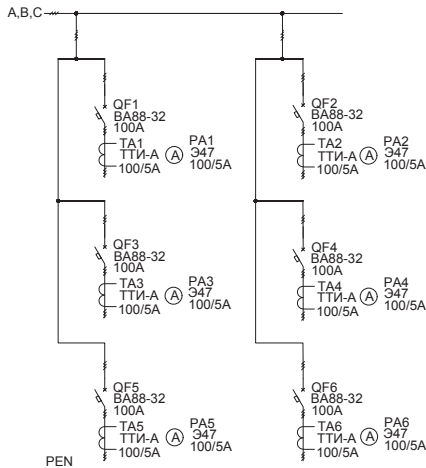 A,B,C
QF1
ВА88-32
100А
TA1
ТТИ-А
100/5А
A
PA1
Э47
100/5А
QF2
ВА88-32
100А
TA2
ТТИ-А
100/5А
A
PA2
Э47
100/5А
QF3
ВА88-32
100А
TA3
ТТИ-А
100/5А
A
PA3
Э47
100/5А
QF4
ВА88-32
100А
TA4
ТТИ-А
100/5А
A
PA4
Э47
100/5А
QF5
ВА88-32
100А
TA5
ТТИ-А
100/5А
A
PA5
Э47
100/5А
QF6
ВА88-32
100А
TA6
ТТИ-А
100/5А
A
PA6
Э47
100/5А
PEN